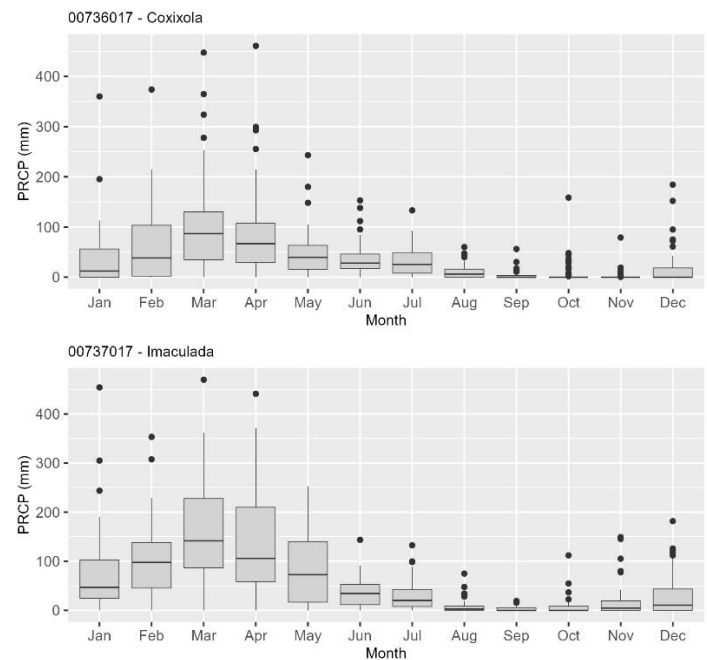 00736017 - Coxixola
400
300
200
100
0
PRCP (mm)
Jan Feb Mar Apr May Jun Jul Aug Sep Oct Nov Dec
Month
00737017 - Imaculada
400
300
200
100
0
PRCP (mm)
Jan Feb Mar Apr May Jun Jul Aug Sep Oct Nov Dec
Month